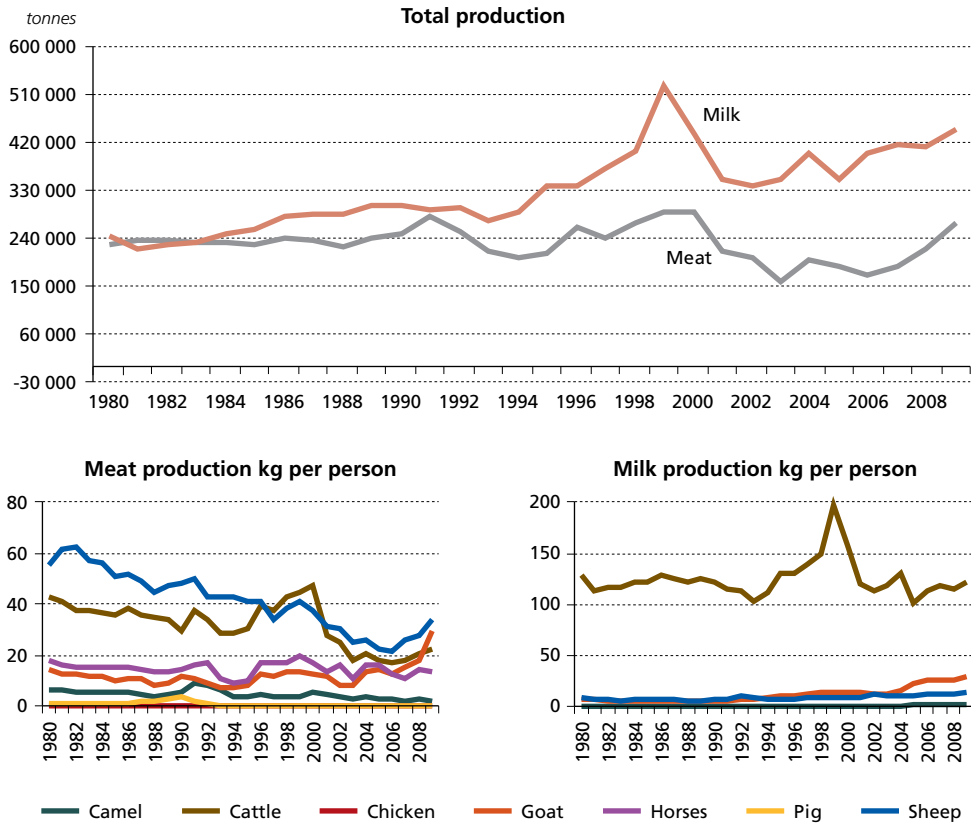 Total production
tonnes
600 000
510 000
420 000
330 000
240 000
150 000
60 000
-30 000
Milk
Meat
1980 1982 1984 1986 1988 1990 1992 1994 1996 1998 2000 2002 2004 2006 2008
Meat production kg per person
80
60
40
20
0
1980 1982 1984 1986 1988 1990 1992 1994 1996 1998 2000 2002 2004 2006 2008
Milk production kg per person
200
150
100
50
0
1980 1982 1984 1986 1988 1990 1992 1994 1996 1998 2000 2002 2004 2006 2008
Camel Cattle Chicken Goat Horses Pig Sheep